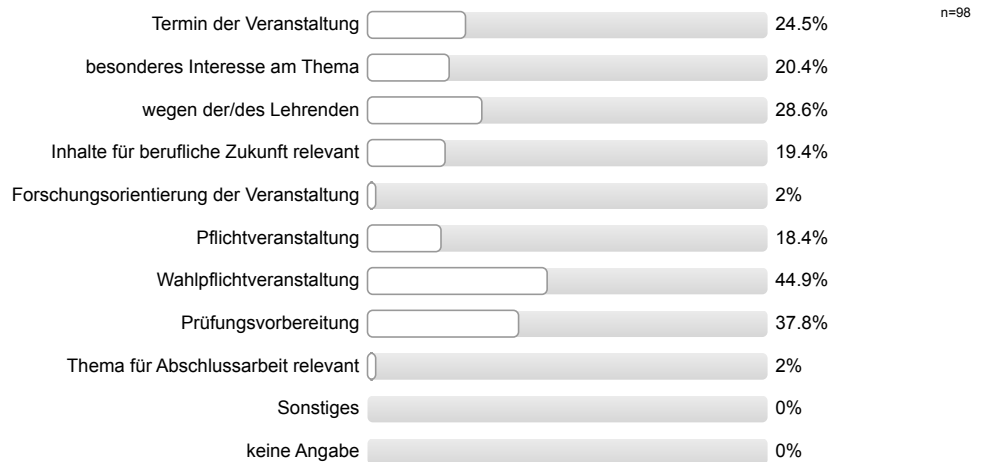 n=98
Termin der Veranstaltung 24.5%
besonderes Interesse am Thema 20.4%
wegen der/des Lehrenden 28.6%
Inhalte für berufliche Zukunft relevant 19.4%
Forschungsorientierung der Veranstaltung 2%
Pflichtveranstaltung 18.4%
Wahlpflichtveranstaltung 44.9%
Prüfungsvorbereitung 37.8%
Thema für Abschlussarbeit relevant 2%
Sonstiges 0%
keine Angabe 0%